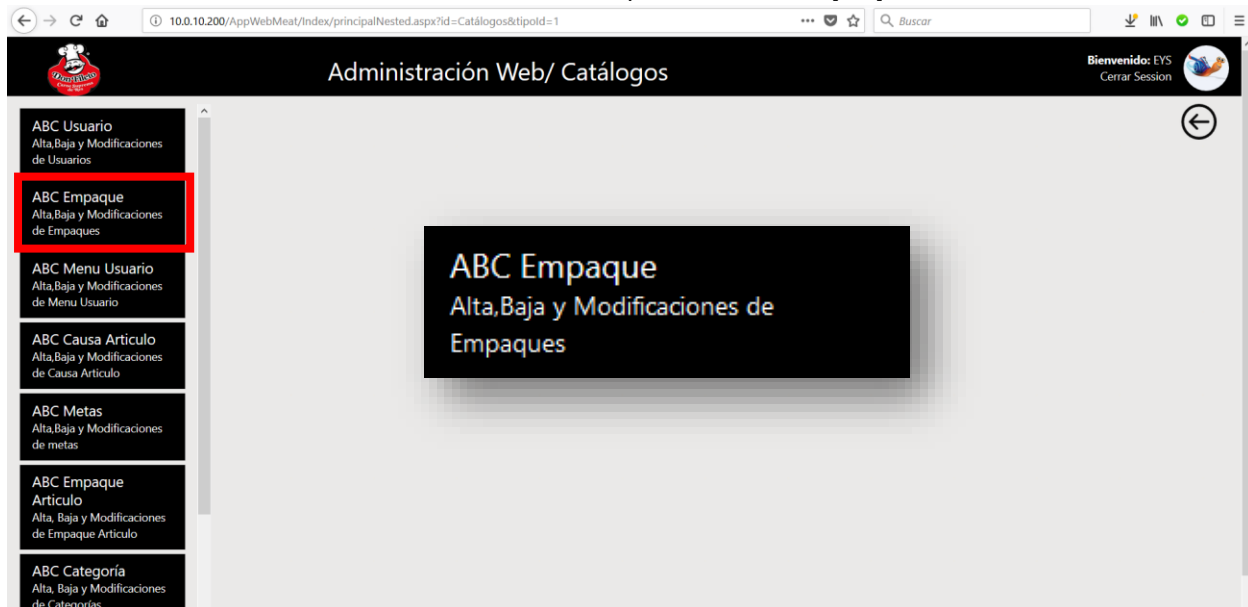 10.0.10.200/AppWebMeat/Index/principalNested.aspx?id=Catálogos&tipoId=1
Buscar
Administración Web/ Catálogos
Bienvenido: EYS
Cerrar Session
ABC Usuario
Alta,Baja y Modificaciones
de Usuarios
ABC Empaque
Alta,Baja y Modificaciones
de Empaques
ABC Menu Usuario
Alta,Baja y Modificaciones
de Menu Usuario
ABC Causa Articulo
Alta,Baja y Modificaciones
de Causa Articulo
ABC Metas
Alta,Baja y Modificaciones
de metas
ABC Empaque
Articulo
Alta, Baja y Modificaciones
de Empaque Articulo
ABC Categoría
Alta, Baja y Modificaciones
de Categorías
ABC Empaque
Alta,Baja y Modificaciones de
Empaques